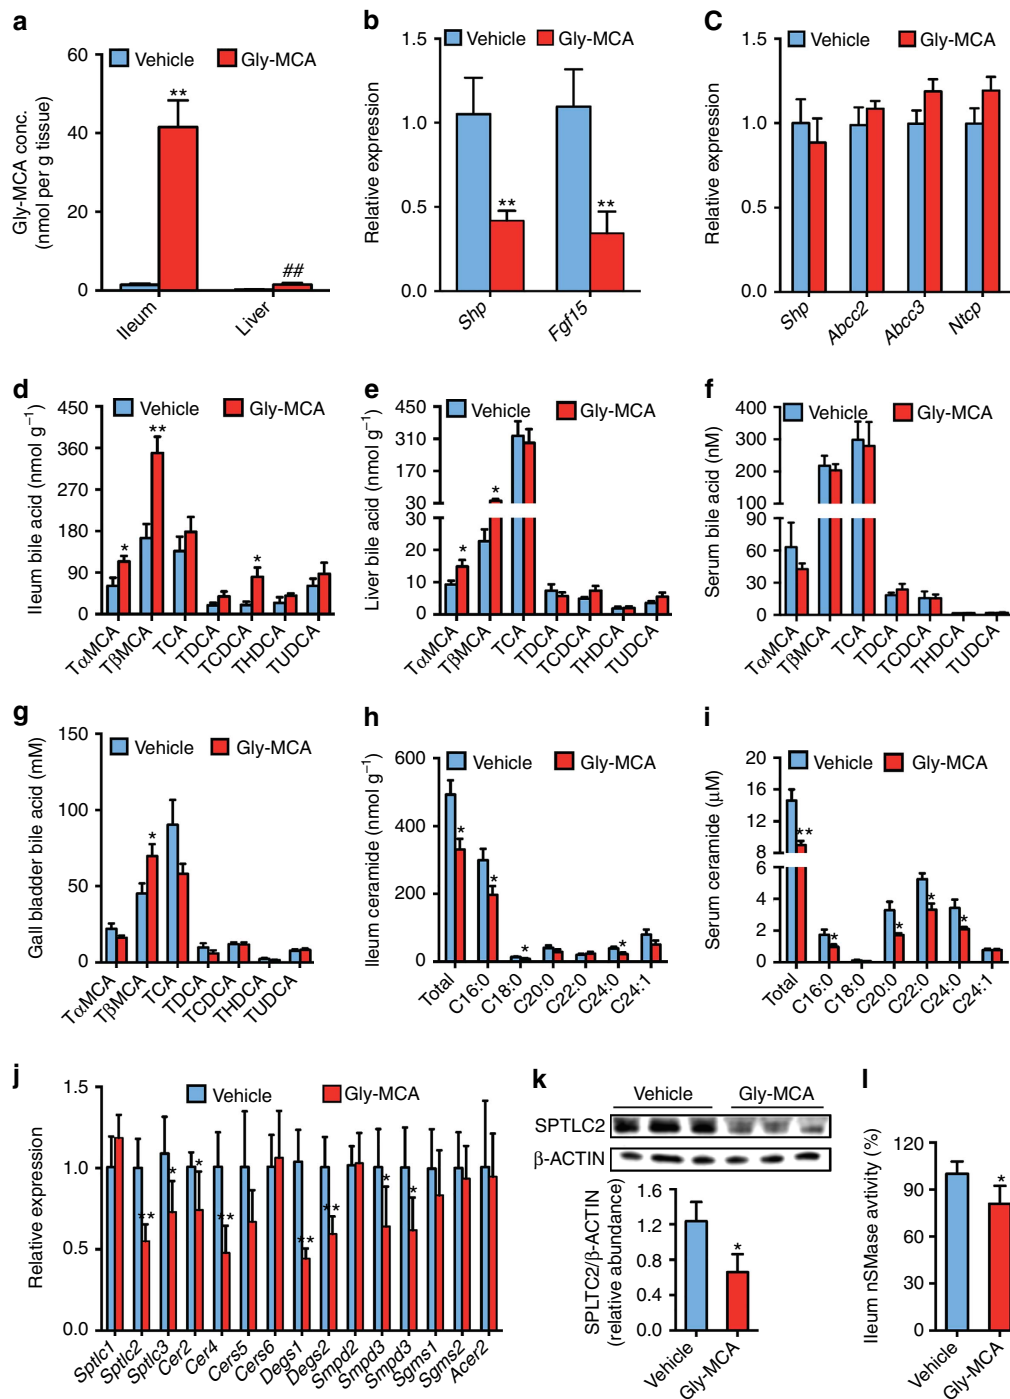 a
Vehicle
Gly-MCA
Gly-MCA conc.
(nmol per g tissue)
60
40
20
0
**
##
Ileum
Liver
b
Vehicle
Gly-MCA
Relative expression
1.5
1.0
0.5
0.0
**
**
Shp
Fgf15
C
Vehicle
Gly-MCA
Relative expression
1.5
1.0
0.5
0.0
Shp
Abcc2
Abcc3
Ntcp
d
Vehicle
Gly-MCA
Ileum bile acid (nmol g⁻¹)
450
360
270
180
90
0
*
**
*
TαMCA
TβMCA
TCA
TDCA
TCDCA
THDCA
TUDCA
e
Vehicle
Gly-MCA
Liver bile acid (nmol g⁻¹)
450
310
170
30
30
20
10
0
*
*
TαMCA
TβMCA
TCA
TDCA
TCDCA
THDCA
TUDCA
f
Vehicle
Gly-MCA
Serum bile acid (nM)
400
300
200
100
90
60
30
0
TαMCA
TβMCA
TCA
TDCA
TCDCA
THDCA
TUDCA
g
Vehicle
Gly-MCA
Gall bladder bile acid (mM)
150
100
50
0
*
TαMCA
TβMCA
TCA
TDCA
TCDCA
THDCA
TUDCA
h
Vehicle
Gly-MCA
Ileum ceramide (nmol g⁻¹)
600
400
200
0
*
*
*
*
Total
C16:0
C18:0
C20:0
C22:0
C24:0
C24:1
i
Vehicle
Gly-MCA
Serum ceramide (μM)
20
16
12
8
6
4
2
0
**
*
*
*
*
Total
C16:0
C18:0
C20:0
C22:0
C24:0
C24:1
j
Vehicle
Gly-MCA
Relative expression
1.5
1.0
0.5
0.0
**
*
*
**
**
**
*
*
Sptlc1
Sptlc2
Sptlc3
Cer2
Cer4
Cers5
Cers6
Degs1
Degs2
Smpd2
Smpd3
Smpd3
Sgms1
Sgms2
Acer2
k
Vehicle
Gly-MCA
SPTLC2
β-ACTIN
SPLTC2/β-ACTIN
(relative abundance)
1.6
1.2
0.8
0.4
0.0
*
Vehicle
Gly-MCA
l
Ileum nSMase avtivity (%)
120
90
60
30
0
*
Vehicle
Gly-MCA